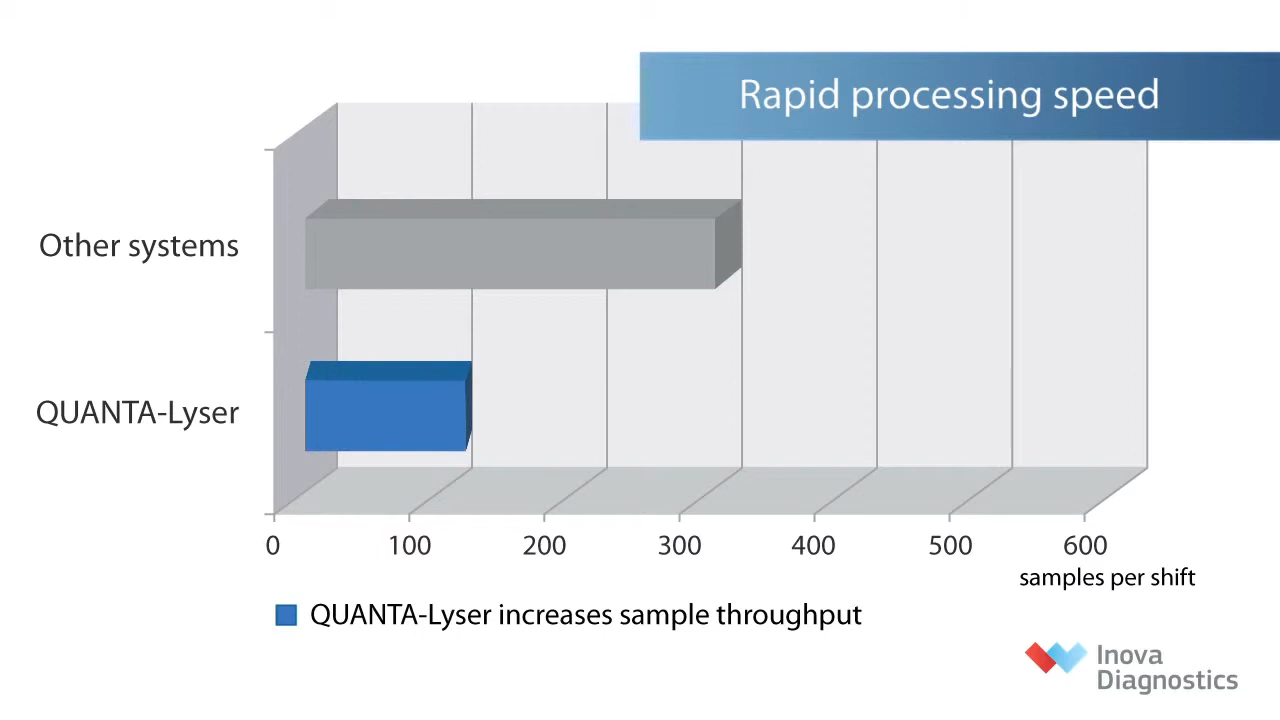 Rapid processing speed
Other systems
QUANTA-Lyser
0 100 200 300 400 500 600
samples per shift
QUANTA-Lyser increases sample throughput
Inova
Diagnostics